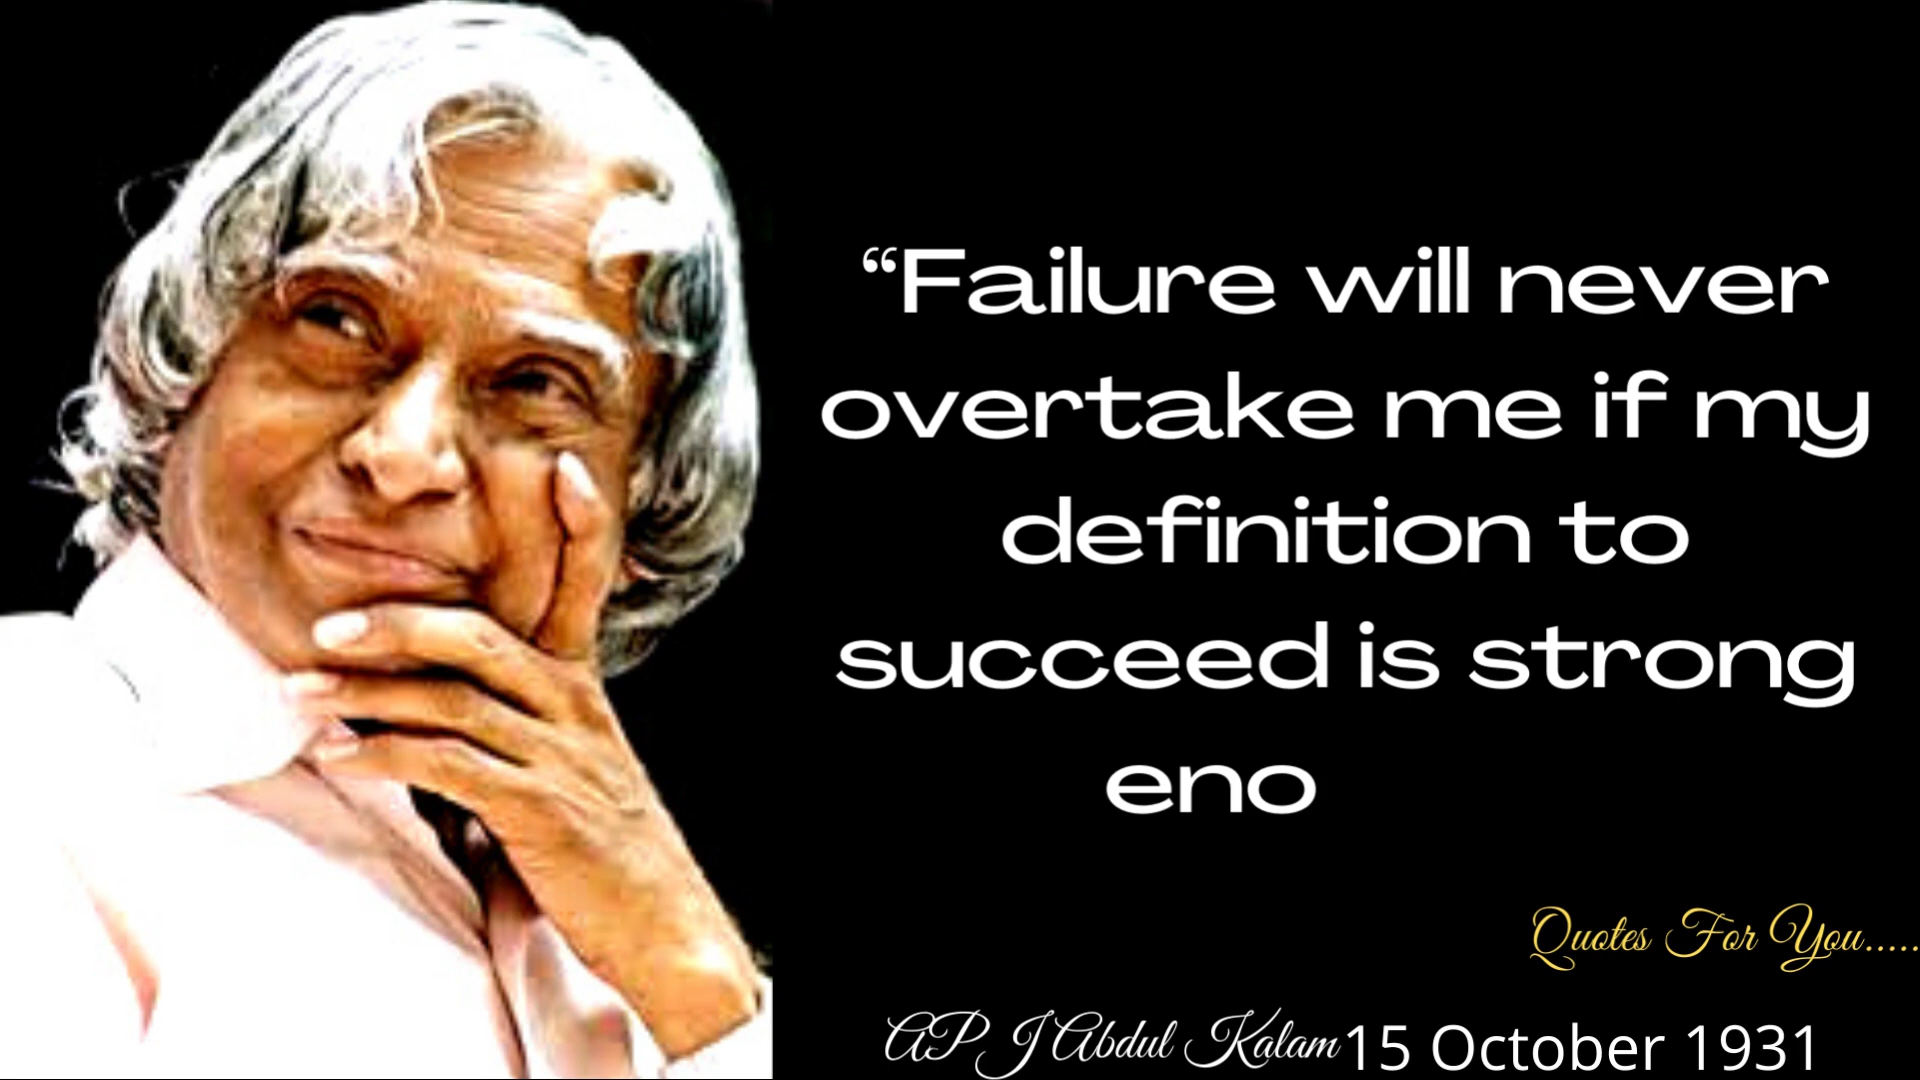 “Failure will never
overtake me if my
definition to
succeed is strong
eno
Quotes For You.....
AP J Abdul Kalam 15 October 1931